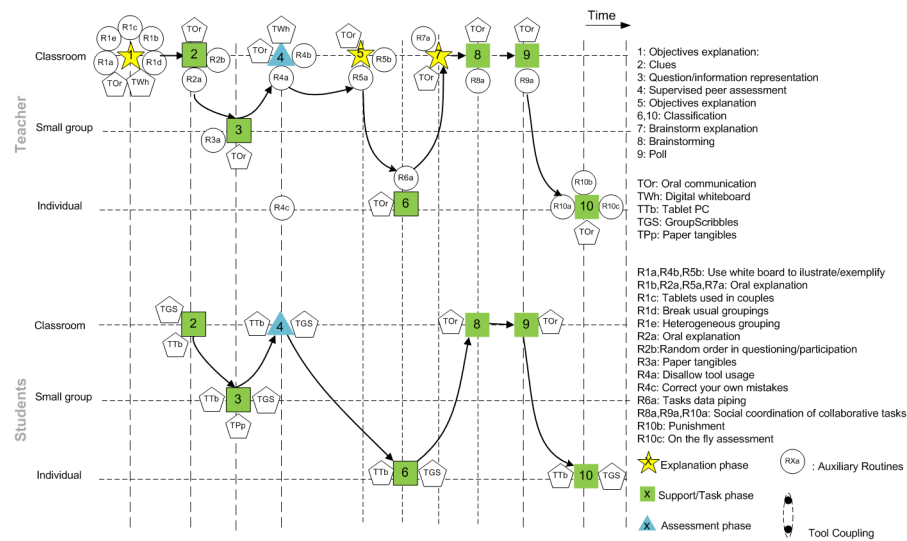 Time
Teacher
Classroom
R1c
R1e
R1b
R1a
1
R1d
TOr
TWh
TOr
2
R2b
R2a
TWh
TOr
4
R4b
R4a
TOr
5
R5b
R5a
R7a
7
TOr
TOr
8
R8a
TOr
9
R9a
Small group
R3a
3
TOr
Individual
R4c
R6a
TOr
6
R10b
R10a
10
R10c
TOr
Students
Classroom
TGS
2
TTb
TTb
4
TGS
TOr
8
9
TOr
Small group
TTb
3
TGS
TPp
Individual
TTb
6
TGS
TTb
10
TGS
1: Objectives explanation:
2: Clues
3: Question/information representation
4: Supervised peer assessment
5: Objectives explanation
6,10: Classification
7: Brainstorm explanation
8: Brainstorming
9: Poll
TOr: Oral communication
TWh: Digital whiteboard
TTb: Tablet PC
TGS: GroupScribbles
TPp: Paper tangibles
R1a,R4b,R5b: Use white board to ilustrate/exemplify
R1b,R2a,R5a,R7a: Oral explanation
R1c: Tablets used in couples
R1d: Break usual groupings
R1e: Heterogeneous grouping
R2a: Oral explanation
R2b:Random order in questioning/participation
R3a: Paper tangibles
R4a: Disallow tool usage
R4c: Correct your own mistakes
R6a: Tasks data piping
R8a,R9a,R10a: Social coordination of collaborative tasks
R10b: Punishment
R10c: On the fly assessment
X Explanation phase
RXa : Auxiliary Routines
X Support/Task phase
X Assessment phase
Tool Coupling